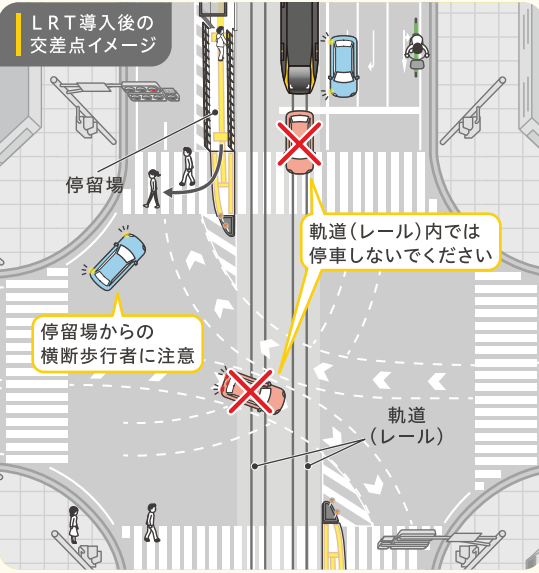 LRT導入後の
交差点イメージ
停留場
軌道(レール)内では
停車しないでください
停留場からの
横断歩行者に注意
軌道
(レール)